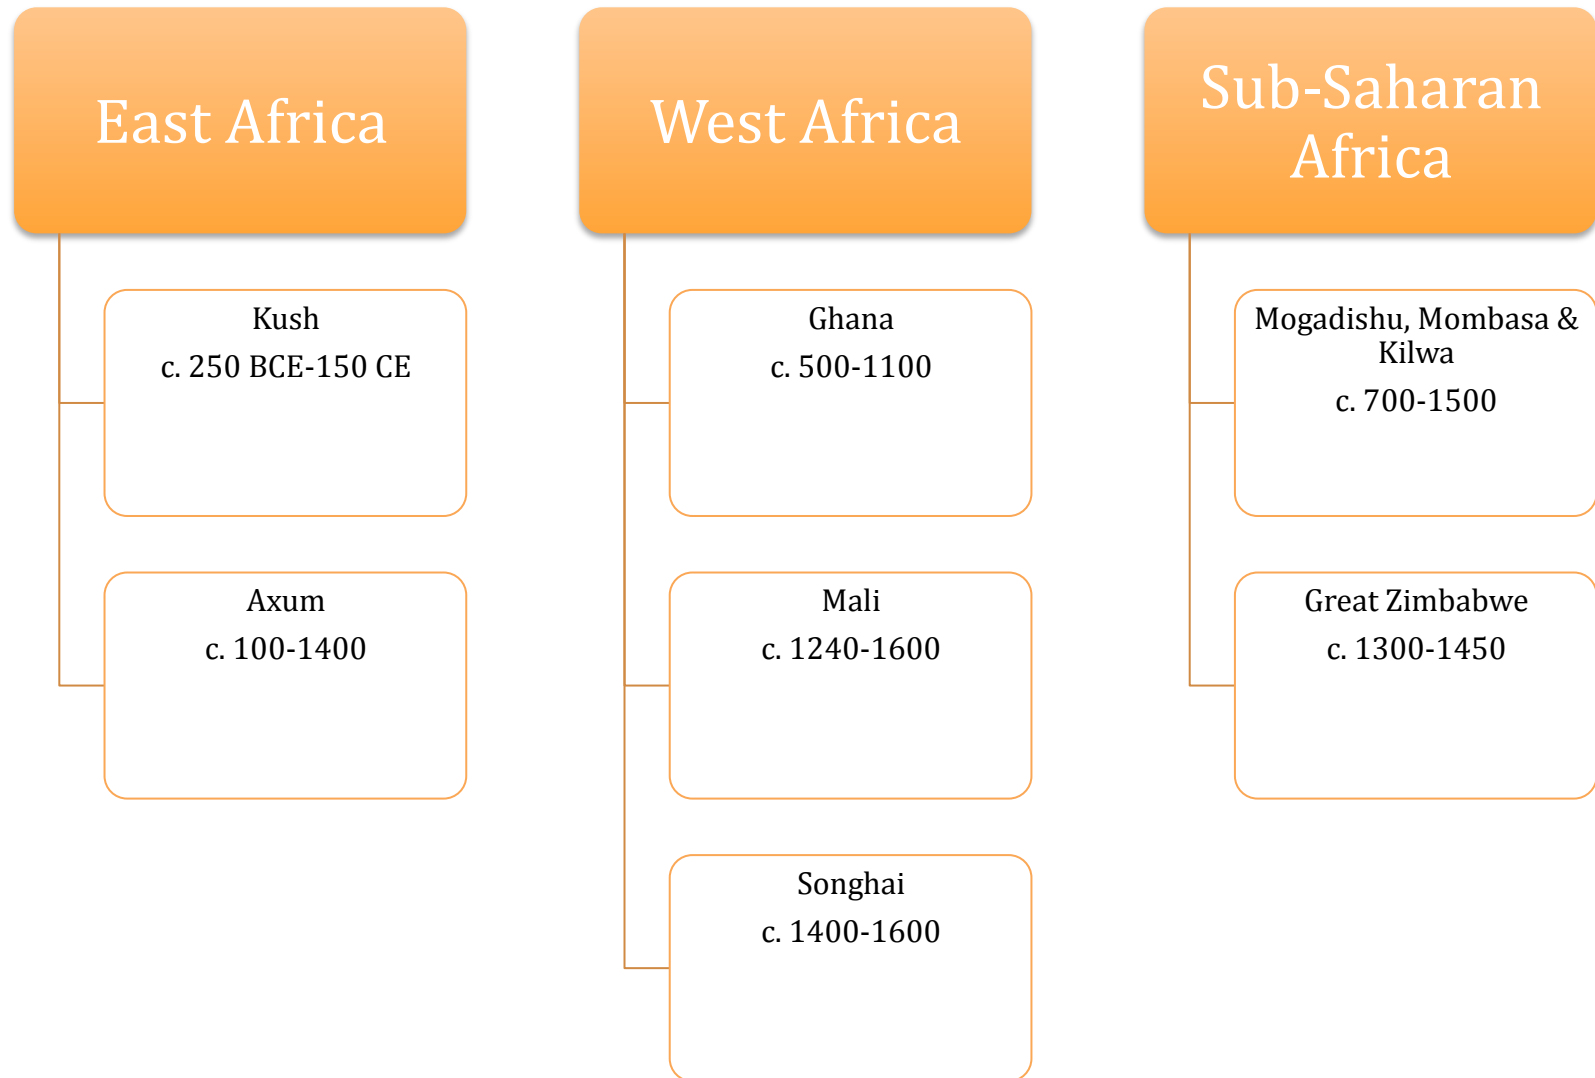 East Africa
Kush
c. 250 BCE-150 CE
Axum
c. 100-1400
West Africa
Ghana
c. 500-1100
Mali
c. 1240-1600
Songhai
c. 1400-1600
Sub-Saharan
Africa
Mogadishu, Mombasa &
Kilwa
c. 700-1500
Great Zimbabwe
c. 1300-1450